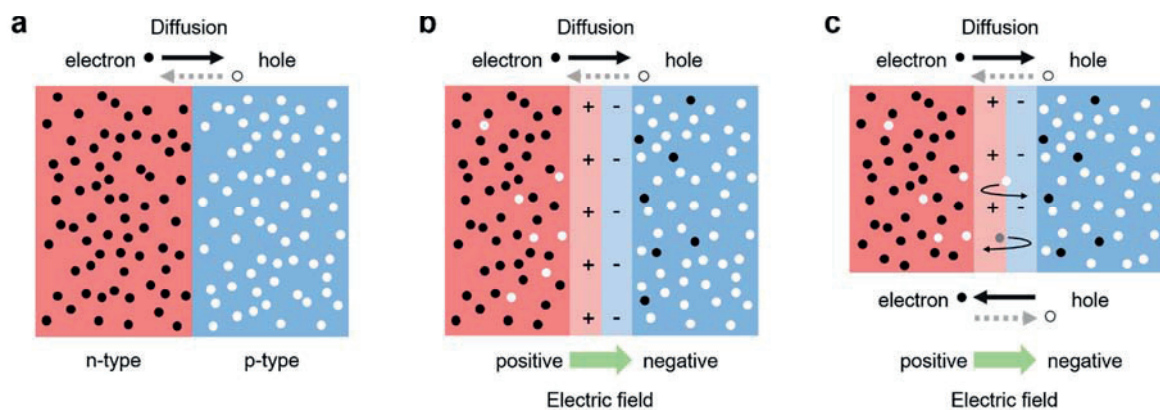 a
Diffusion
electron
hole
n-type
p-type
b
Diffusion
electron
hole
+ -
+ -
+ -
+ -
+ -
positive
negative
Electric field
c
Diffusion
electron
hole
+ -
+ -
+ -
electron
hole
positive
negative
Electric field